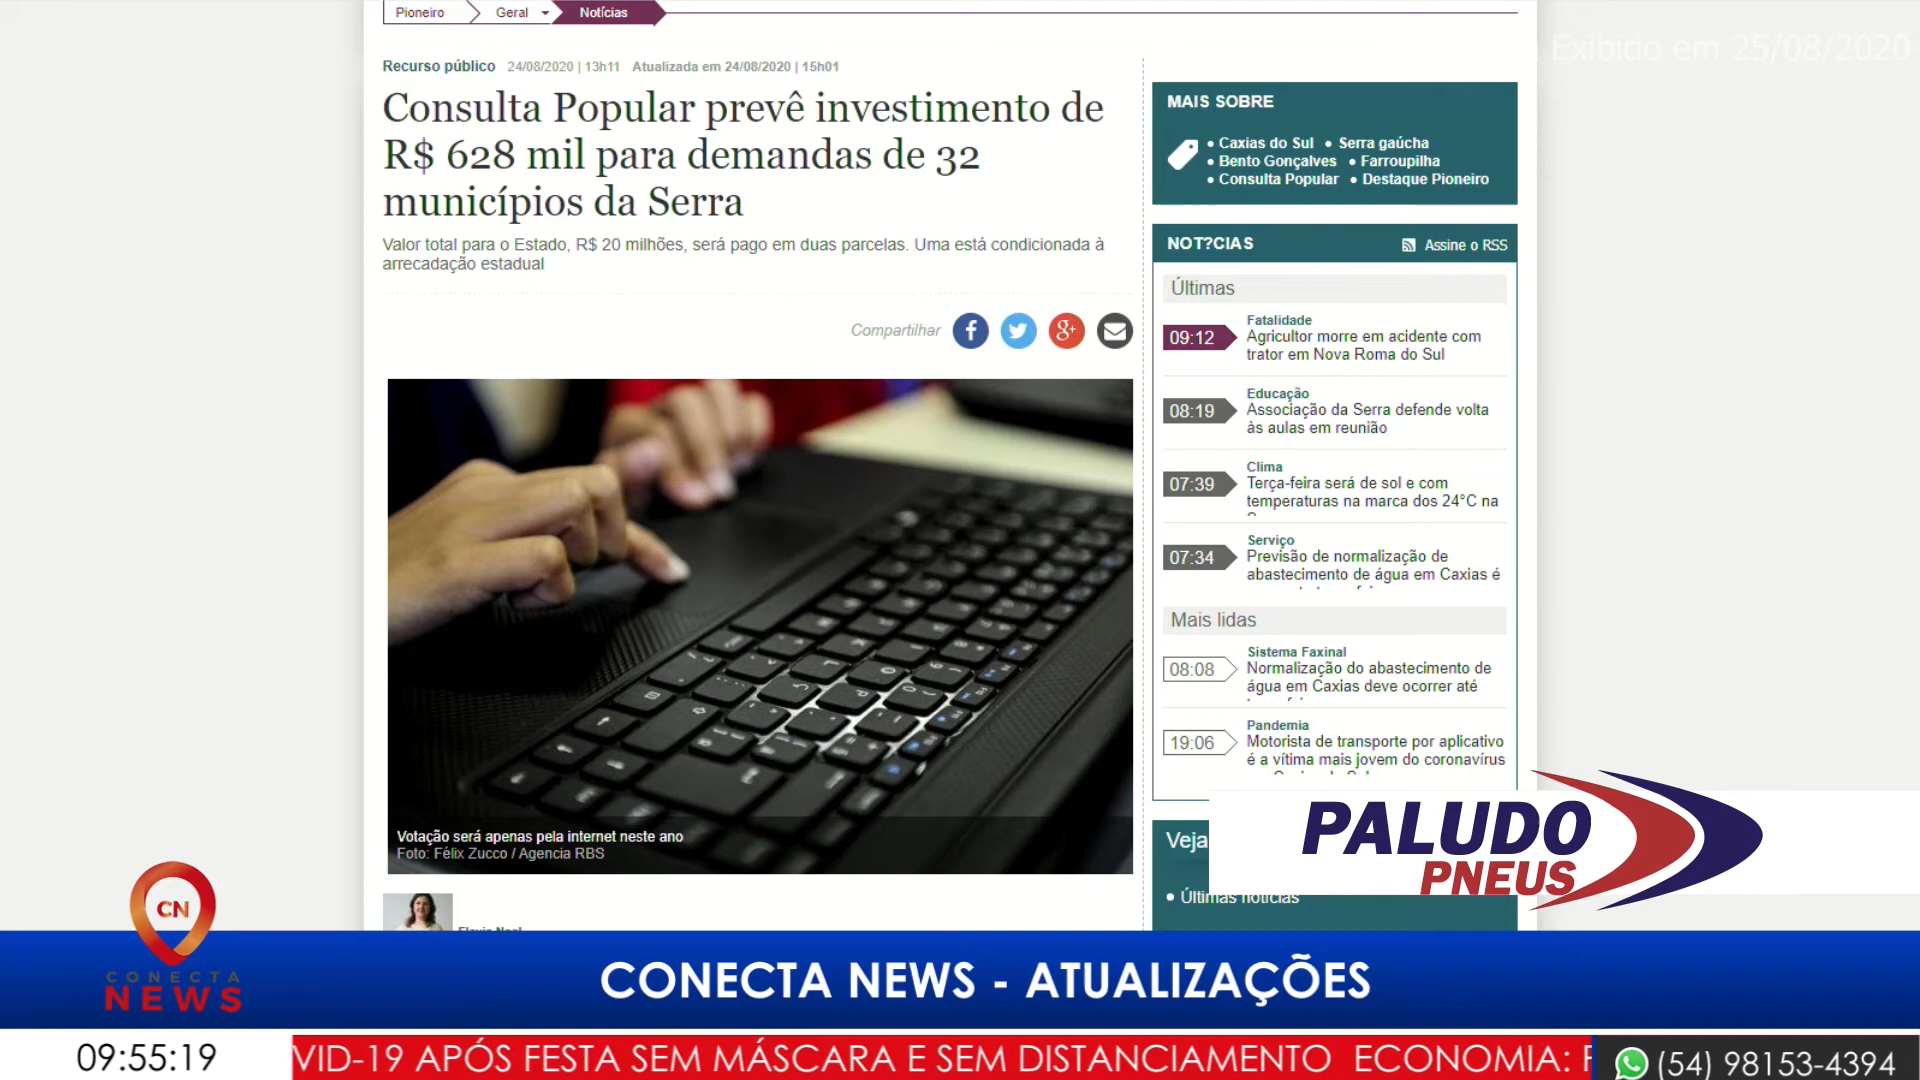 Pioneiro
Geral
Notícias
Exibido em 25/08/2020
Recurso público 24/08/2020 | 13h11 Atualizada em 24/08/2020 | 15h01
Consulta Popular prevê investimento de
R$ 628 mil para demandas de 32
municípios da Serra
Valor total para o Estado, R$ 20 milhões, será pago em duas parcelas. Uma está condicionada à
arrecadação estadual
Compartilhar
Votação será apenas pela internet neste ano
Foto: Félix Zucco / Agencia RBS
MAIS SOBRE
• Caxias do Sul • Serra gaúcha
• Bento Gonçalves • Farroupilha
• Consulta Popular • Destaque Pioneiro
NOT?CIAS
Assine o RSS
Últimas
09:12
Fatalidade
Agricultor morre em acidente com
trator em Nova Roma do Sul
08:19
Educação
Associação da Serra defende volta
às aulas em reunião
07:39
Clima
Terça-feira será de sol e com
temperaturas na marca dos 24°C na
07:34
Serviço
Previsão de normalização de
abastecimento de água em Caxias é
Mais lidas
08:08
Sistema Faxinal
Normalização do abastecimento de
água em Caxias deve ocorrer até
19:06
Pandemia
Motorista de transporte por aplicativo
é a vítima mais jovem do coronavírus
Veja
• Últimas notícias
PALUDO
PNEUS
CN
CONECTA
NEWS
CONECTA NEWS - ATUALIZAÇÕES
09:55:19
VID-19 APÓS FESTA SEM MÁSCARA E SEM DISTANCIAMENTO ECONOMIA: F
(54) 98153-4394